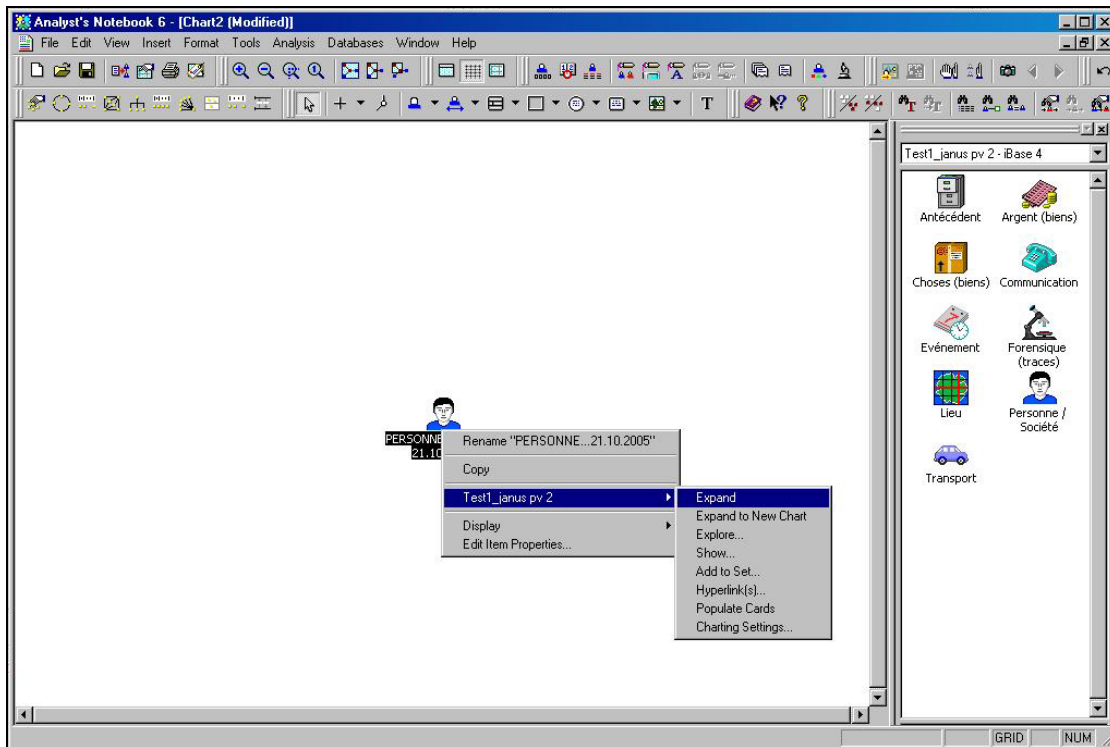 Analyst's Notebook 6 - [Chart2 (Modified)]
File Edit View Insert Format Tools Analysis Databases Window Help
T
Test1_janus pv 2 - iBase 4
Antécédent
Argent (biens)
Choses (biens)
Communication
Evénement
Forensique
(traces)
Lieu
Personne /
Société
Transport
PERSONNE
21.10
Rename "PERSONNE...21.10.2005"
Copy
Test1_janus pv 2
Display
Edit Item Properties...
Expand
Expand to New Chart
Explore...
Show...
Add to Set...
Hyperlink(s)...
Populate Cards
Charting Settings...
GRID
NUM